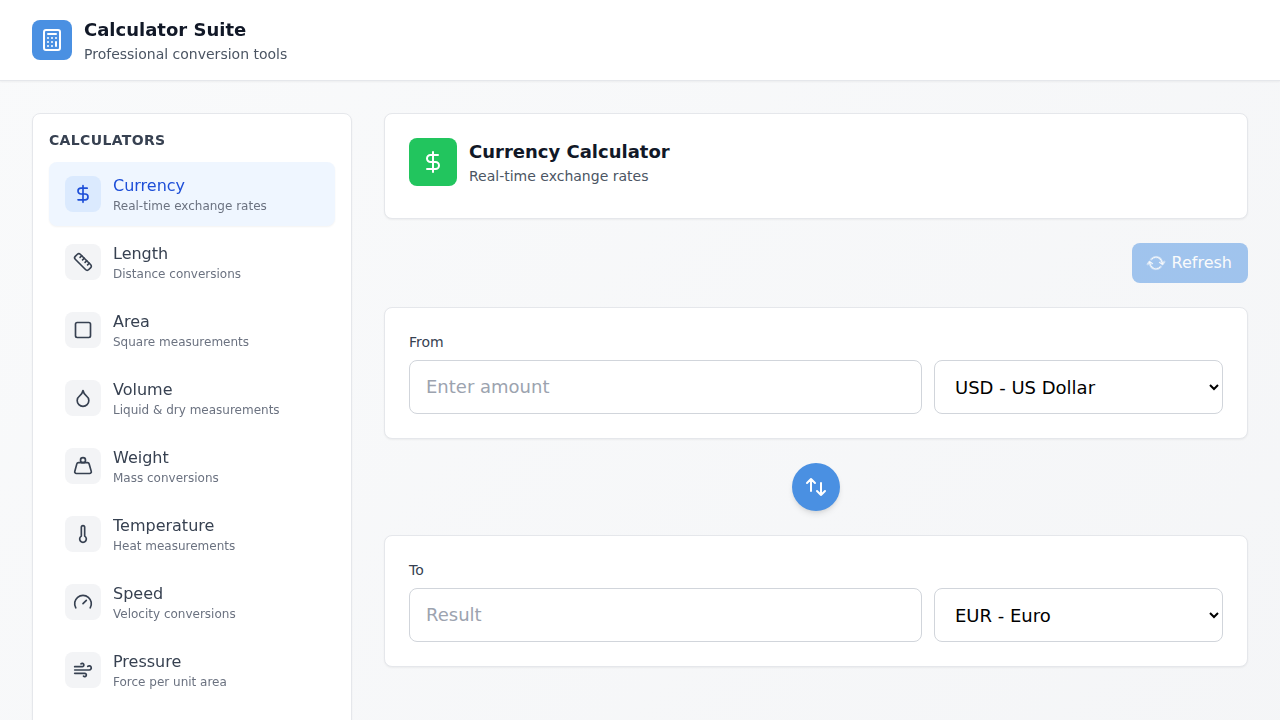 Calculator Suite
Professional conversion tools
CALCULATORS
Currency
Real-time exchange rates
Length
Distance conversions
Area
Square measurements
Volume
Liquid & dry measurements
Weight
Mass conversions
Temperature
Heat measurements
Speed
Velocity conversions
Pressure
Force per unit area
Currency Calculator
Real-time exchange rates
Refresh
From
Enter amount
USD - US Dollar
To
Result
EUR - Euro